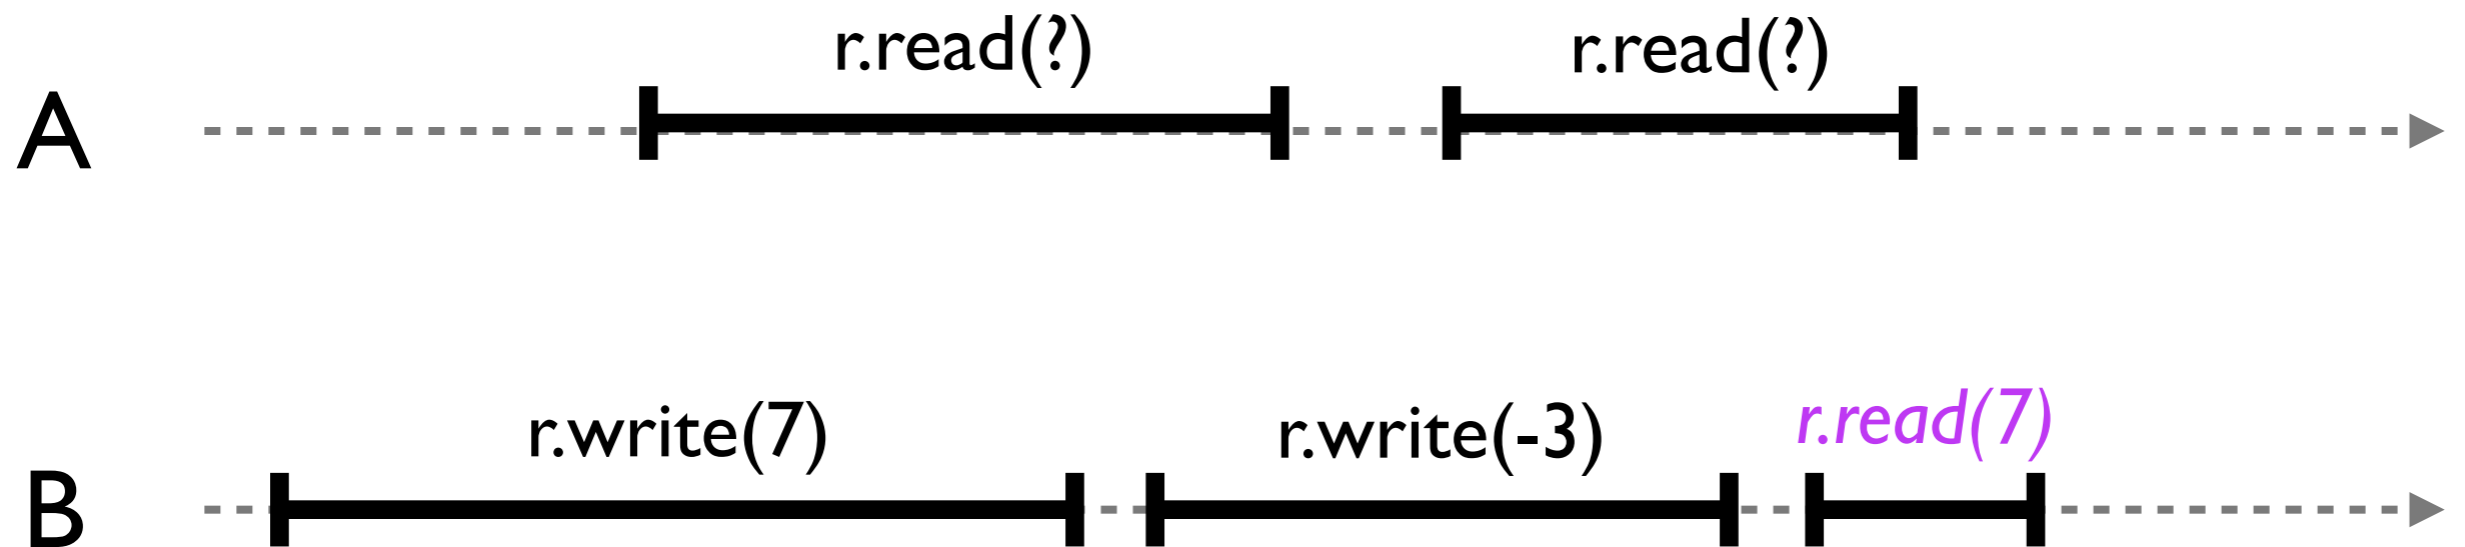 r.read(?) r.read(?)
A
r.write(7) r.write(-3) r.read(7)
B